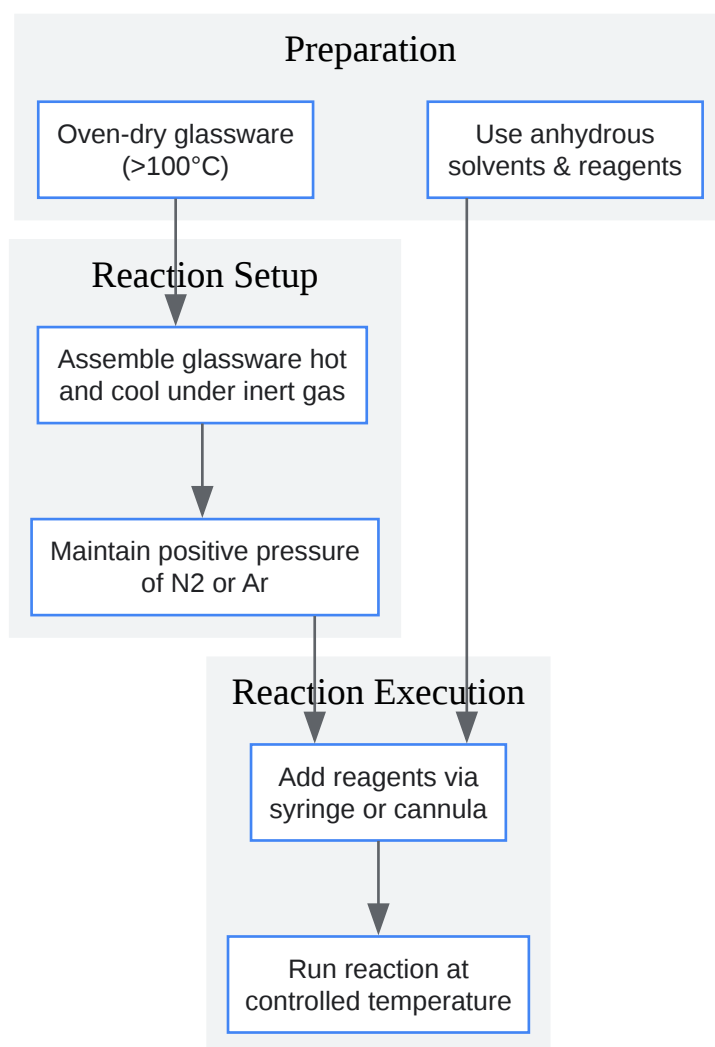 Preparation
Oven-dry glassware
(>100°C)
Use anhydrous
solvents & reagents
Reaction Setup
Assemble glassware hot
and cool under inert gas
Maintain positive pressure
of N2 or Ar
Reaction Execution
Add reagents via
syringe or cannula
Run reaction at
controlled temperature